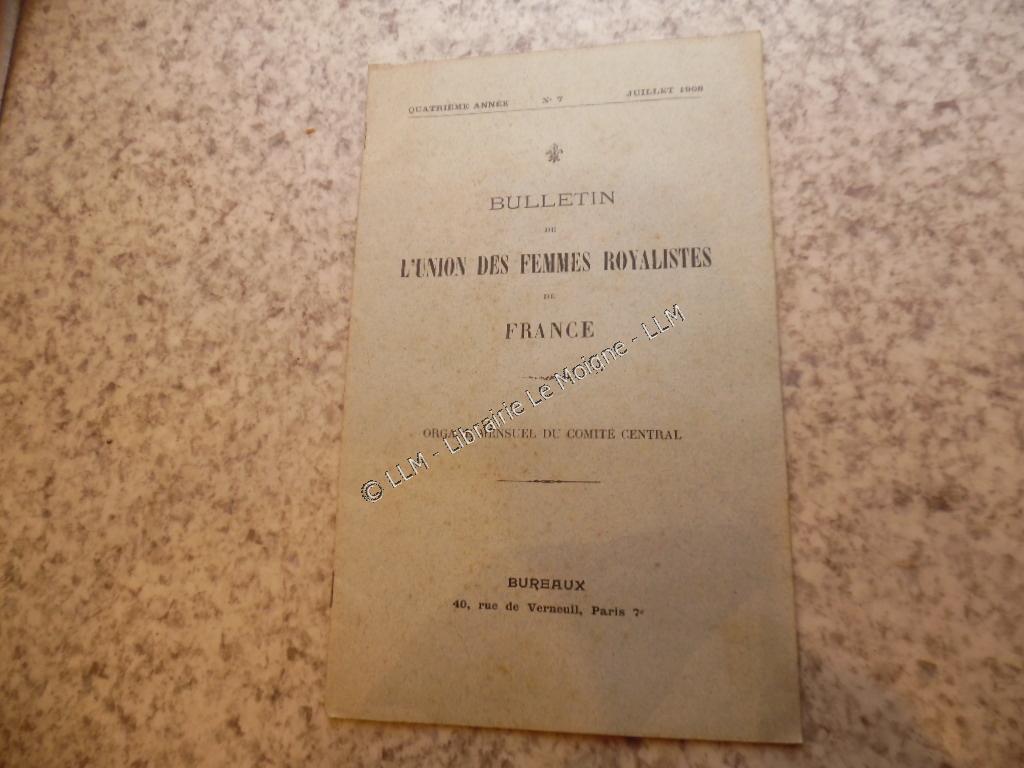 QUATRIÈME ANNÉE N° 7 JUILLET 1908
BULLETIN
DE
L'UNION DES FEMMES ROYALISTES
DE
FRANCE
ORGANE MENSUEL DU COMITÉ CENTRAL
© LLM - Librairie Le Moigne - LLM
BUREAUX
40, rue de Verneuil, Paris 7e